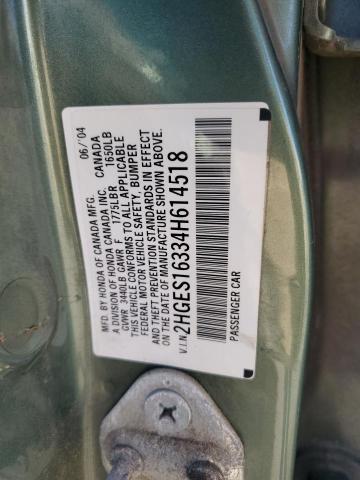 MFD. BY HONDA OF CANADA MFG. 06/'04
A DIVISION OF HONDA CANADA INC. CANADA
GVWR 3440LB GAWR F 1775LBR 1650LB
THIS VEHICLE CONFORMS TO ALL APPLICABLE
FEDERAL MOTOR VEHICLE SAFETY, BUMPER
AND THEFT PREVENTION STANDARDS IN EFFECT
ON THE DATE OF MANUFACTURE SHOWN ABOVE.
V.I.N. 2HGES16334H614518
PASSENGER CAR